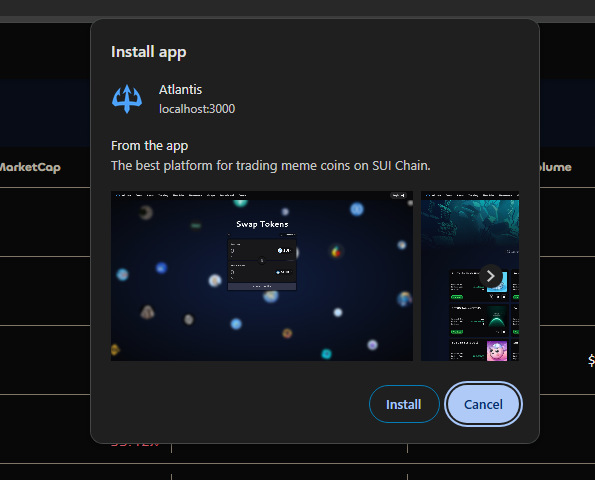 Install app
Atlantis
localhost:3000
From the app
The best platform for trading meme coins on SUI Chain.
MarketCap
Swap Tokens
Install
Cancel
$